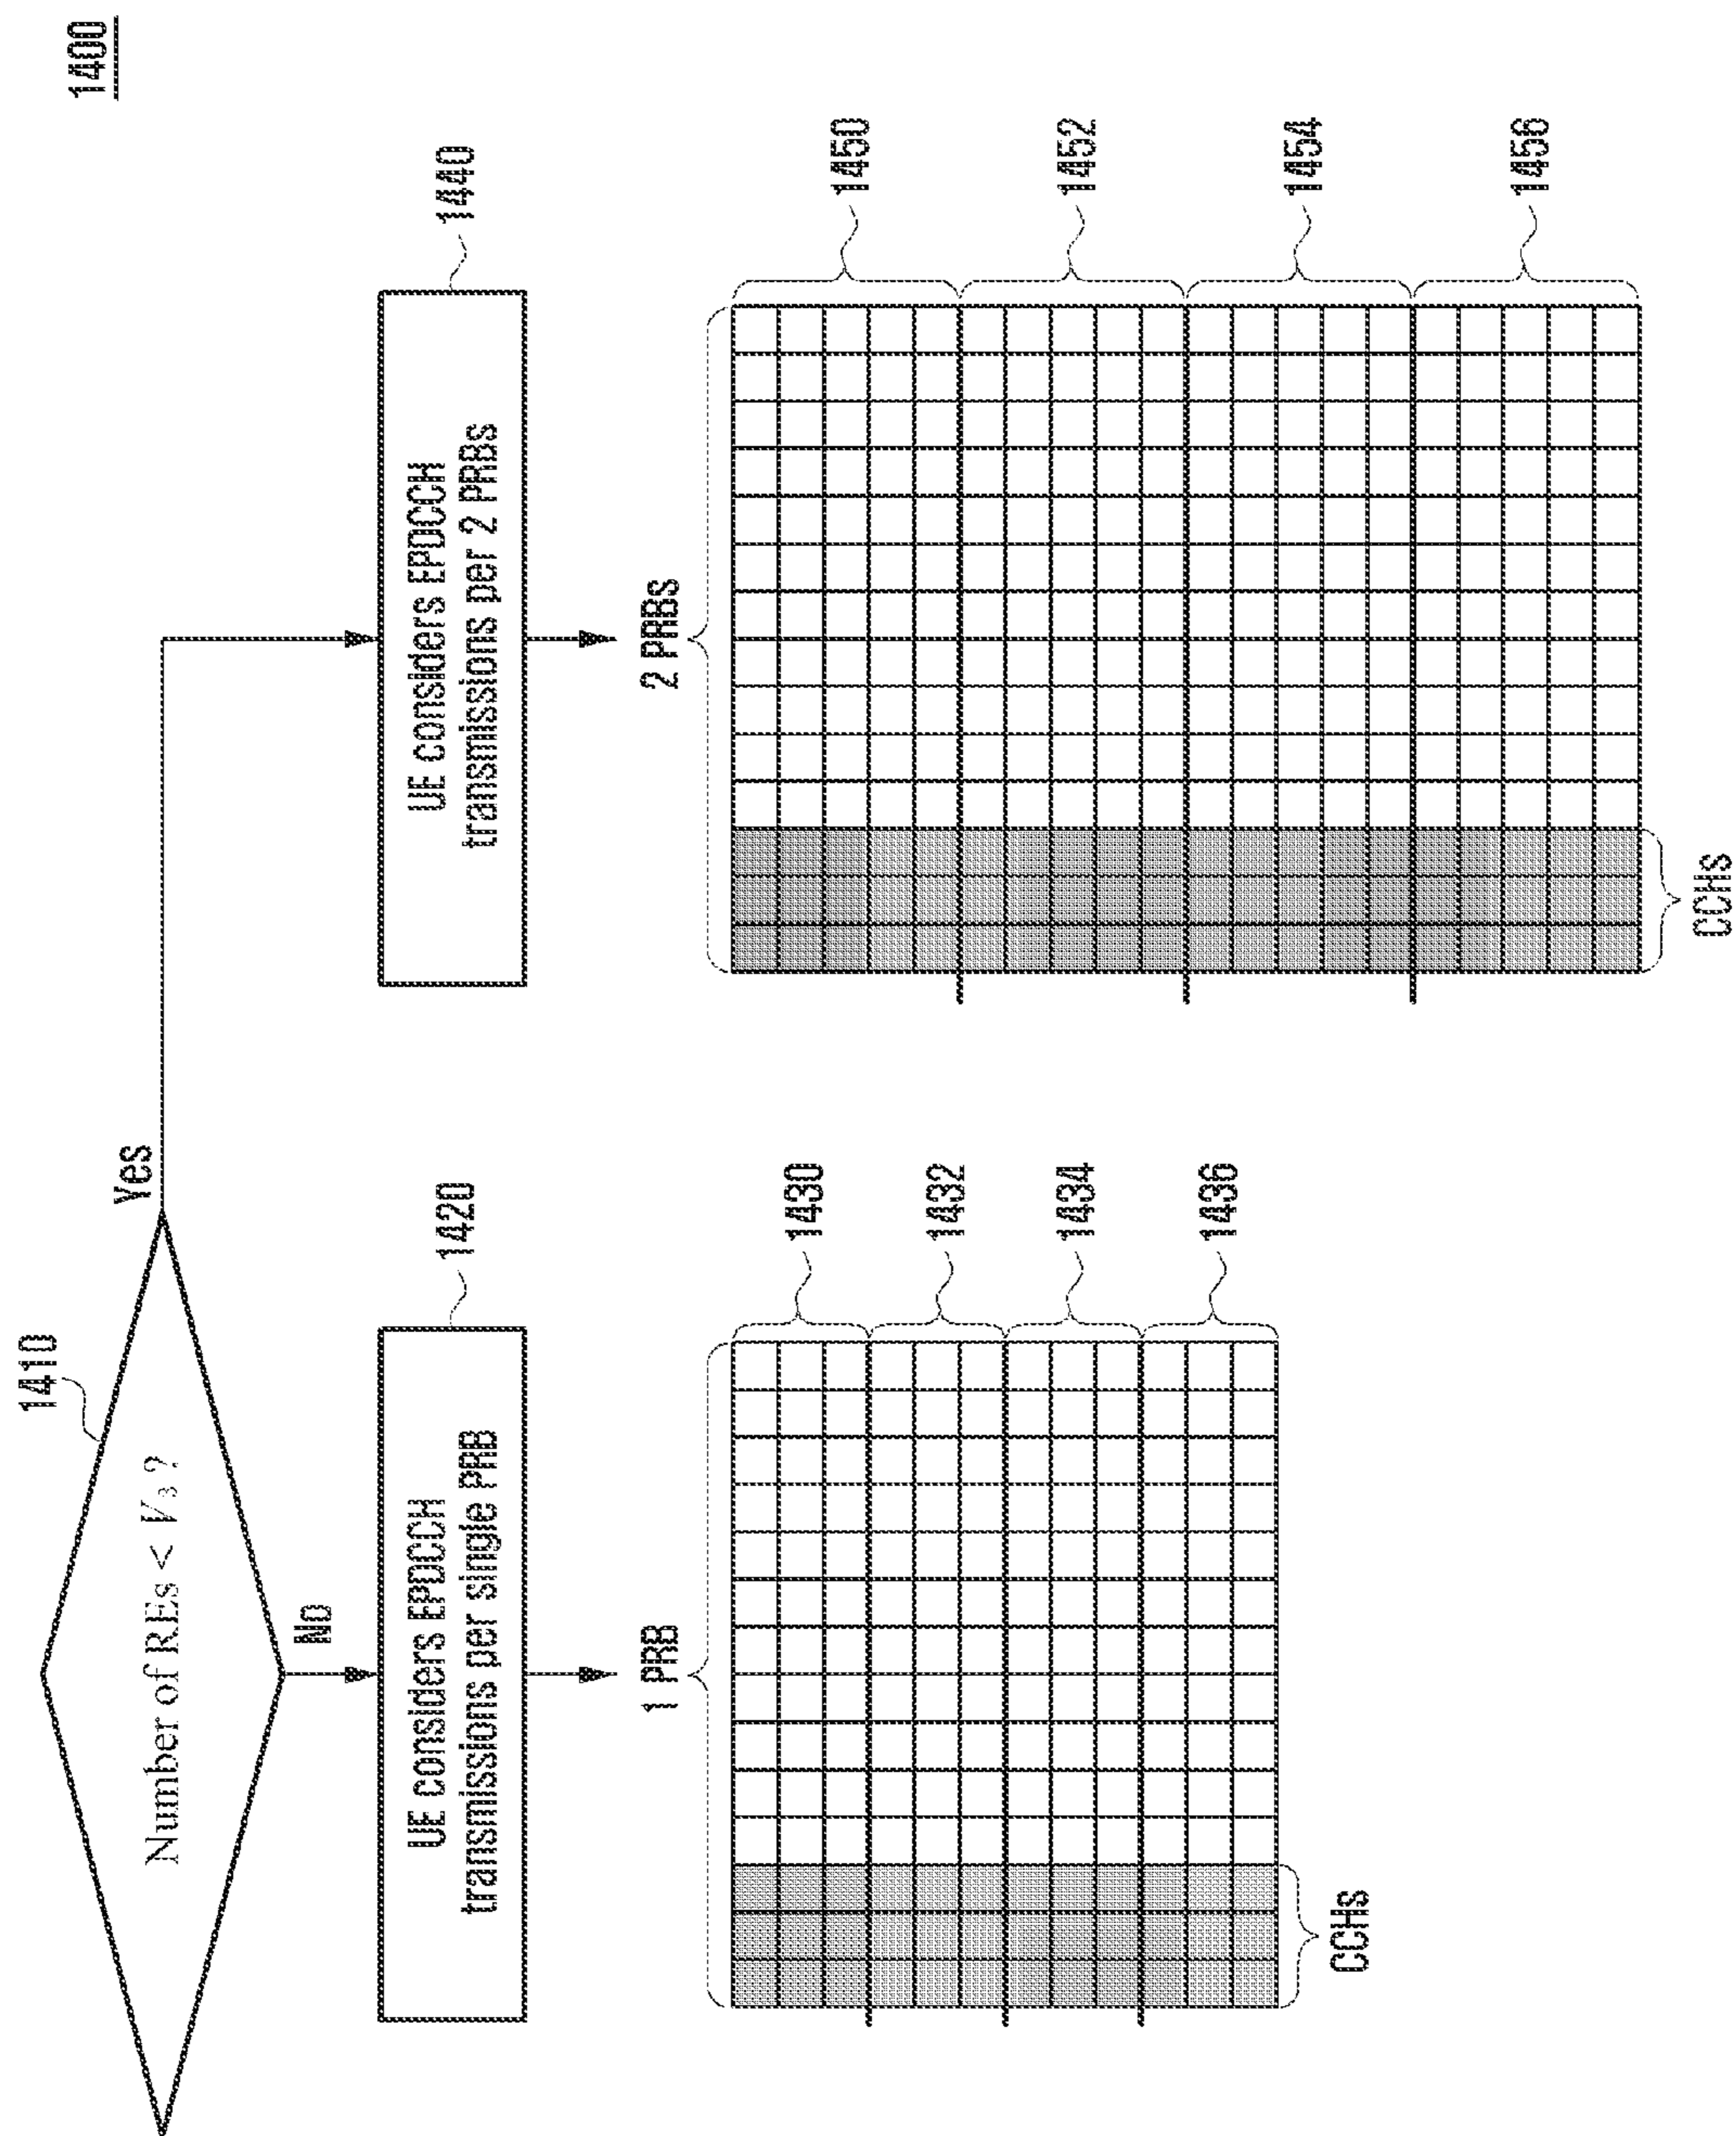 1400
1410
Number of REs < V₃ ?
Yes
No
UE considers EPDCCH
transmissions per single PRB
1420
UE considers EPDCCH
transmissions per 2 PRBs
1440
1 PRB
1430
1432
1434
1436
CCHs
2 PRBs
1450
1452
1454
1456
CCHs